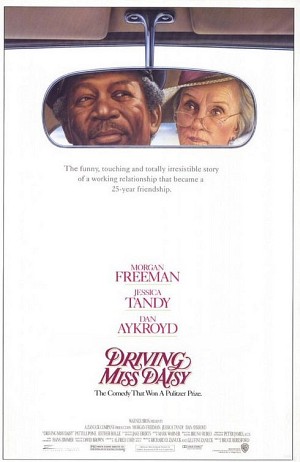 The funny, touching and totally irresistible story
of a working relationship that became a
25-year friendship.
MORGAN
FREEMAN
JESSICA
TANDY
DAN
AYKROYD
DRIVING
MISS DAISY
The Comedy That Won A Pulitzer Prize.